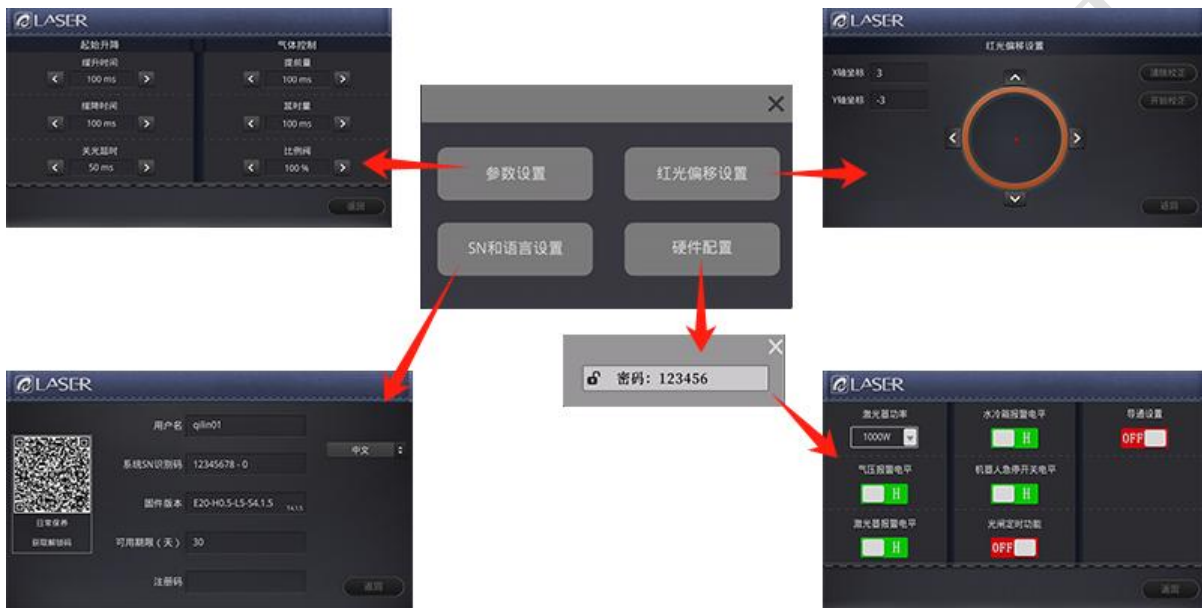 LASER
起始升降
气体控制
缓升时间
提前量
100 ms
100 ms
缓降时间
延时量
100 ms
100 ms
关光延时
比例阀
50 ms
100 %
返回
参数设置
红光偏移设置
SN和语言设置
硬件配置
密码：123456
LASER
红光偏移设置
X轴坐标 3
清除校正
Y轴坐标 -3
开始校正
返回
LASER
用户名 qilin01
中文
系统SN识别码 12345678 - 0
固件版本 E20-H0.5-L5-S4.1.5
T4.1.5
日常保养
获取解锁码
可用期限（天） 30
注册码
返回
LASER
激光器功率
水冷箱报警电平
导通设置
1000W
H
OFF
气压报警电平
机器人急停开关电平
H
H
激光器报警电平
光闸定时功能
H
OFF
返回